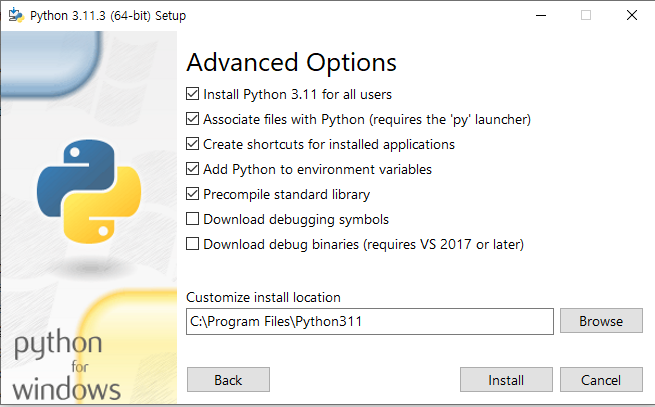 Python 3.11.3 (64-bit) Setup
Advanced Options
Install Python 3.11 for all users
Associate files with Python (requires the 'py' launcher)
Create shortcuts for installed applications
Add Python to environment variables
Precompile standard library
Download debugging symbols
Download debug binaries (requires VS 2017 or later)
Customize install location
C:\Program Files\Python311
Browse
python
for
windows
Back
Install
Cancel